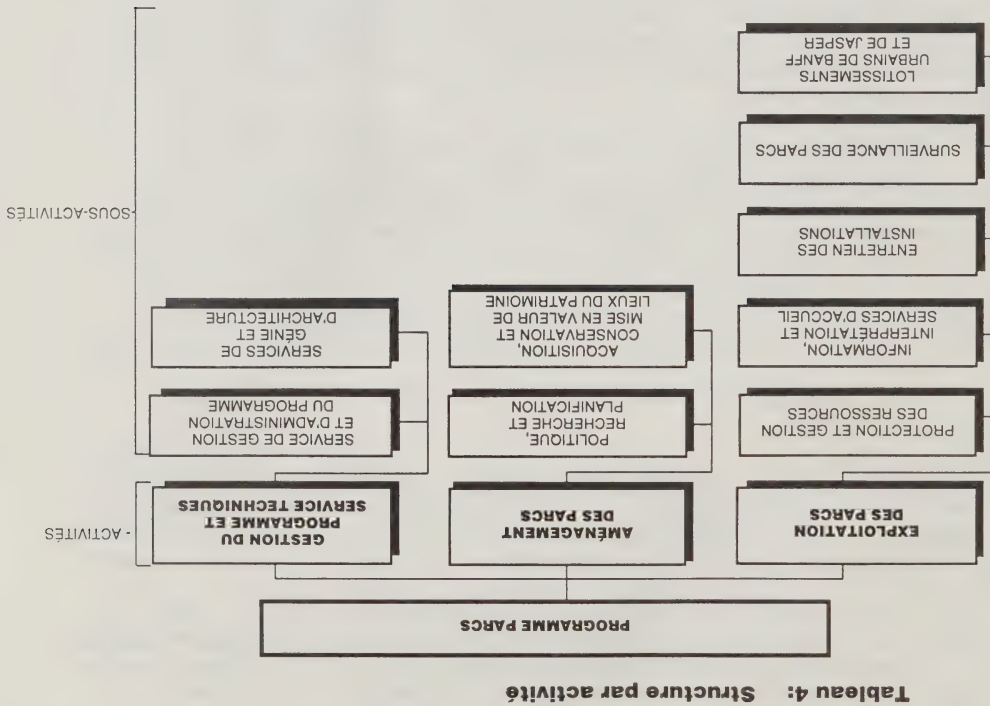 Tableau 4: Structure par activité
PROGRAMME PARCS
EXPLOITATION
DES PARCS
AMÉNAGEMENT
DES PARCS
GESTION DU
PROGRAMME ET
SERVICE TECHNIQUES
- ACTIVITÉS
PROTECTION ET GESTION
DES RESSOURCES
INFORMATION,
INTERPRÉTATION ET
SERVICES D'ACCUEIL
ENTRETIEN DES
INSTALLATIONS
SURVEILLANCE DES PARCS
LOTISSEMENTS
URBAINS DE BANFF
ET DE JASPER
POLITIQUE,
RECHERCHE ET
PLANIFICATION
ACQUISITION,
CONSERVATION ET
MISE EN VALEUR DE
LIEUX DU PATRIMOINE
SERVICE DE GESTION
ET D'ADMINISTRATION
DU PROGRAMME
SERVICES DE
GÉNIE ET
D'ARCHITECTURE
-SOUS-ACTIVITÉS